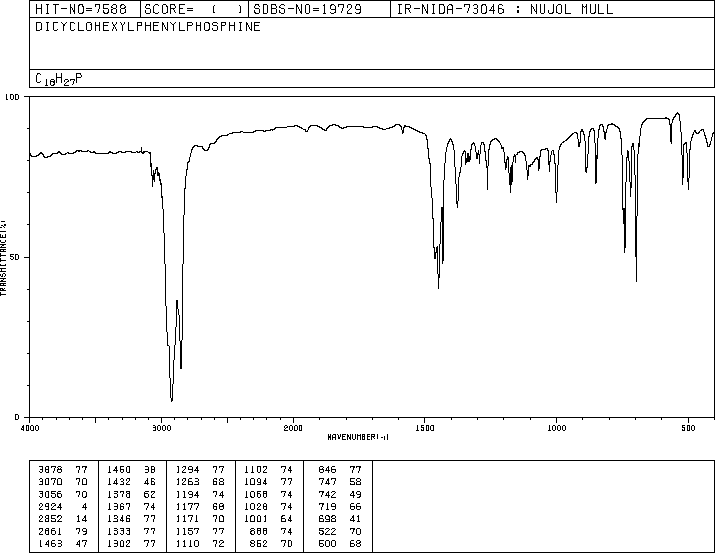 HIT-NO=7588 SCORE= ( ) SDBS-NO=19729 IR-NIDA-73046 : NUJOL MULL
DICYCLOHEXYLPHENYLPHOSPHINE
C18H27P
100
50
0
TRANSMITTANCE(%)
4000 3000 2000 1500 1000 500
WAVENUMBER(-1)
3078 77 1450 38 1294 77 1102 74 846 77
3070 70 1432 46 1263 68 1094 77 747 58
3056 70 1378 62 1194 74 1068 74 742 49
2924 4 1367 74 1177 68 1028 74 719 66
2852 14 1346 77 1171 70 1001 64 698 41
2661 79 1333 77 1157 77 888 74 522 70
1463 47 1302 77 1110 72 852 70 500 68